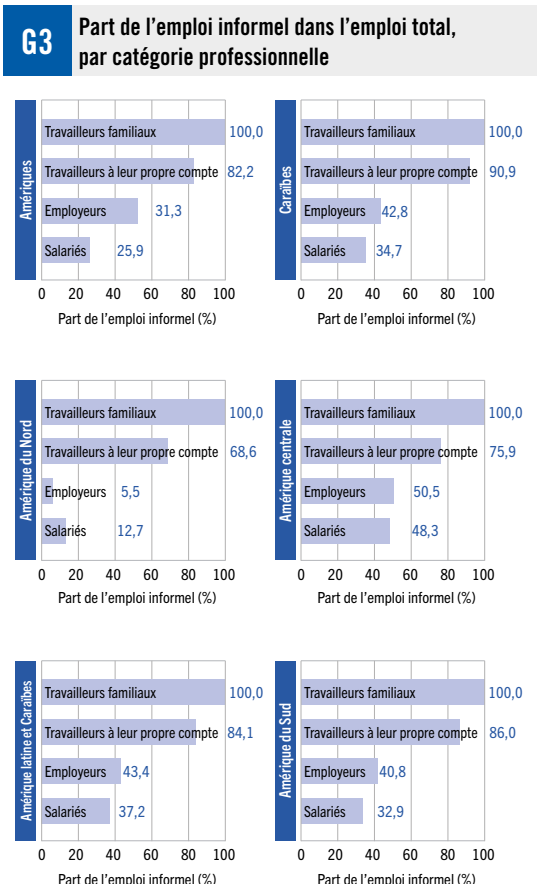 G3
Part de l'emploi informel dans l'emploi total,
par catégorie professionnelle
Amériques
Travailleurs familiaux 100,0
Travailleurs à leur propre compte 82,2
Employeurs 31,3
Salariés 25,9
0 20 40 60 80 100
Part de l'emploi informel (%)
Caraïbes
Travailleurs familiaux 100,0
Travailleurs à leur propre compte 90,9
Employeurs 42,8
Salariés 34,7
0 20 40 60 80 100
Part de l'emploi informel (%)
Amérique du Nord
Travailleurs familiaux 100,0
Travailleurs à leur propre compte 68,6
Employeurs 5,5
Salariés 12,7
0 20 40 60 80 100
Part de l'emploi informel (%)
Amérique centrale
Travailleurs familiaux 100,0
Travailleurs à leur propre compte 75,9
Employeurs 50,5
Salariés 48,3
0 20 40 60 80 100
Part de l'emploi informel (%)
Amérique latine et Caraïbes
Travailleurs familiaux 100,0
Travailleurs à leur propre compte 84,1
Employeurs 43,4
Salariés 37,2
0 20 40 60 80 100
Part de l'emploi informel (%)
Amérique du Sud
Travailleurs familiaux 100,0
Travailleurs à leur propre compte 86,0
Employeurs 40,8
Salariés 32,9
0 20 40 60 80 100
Part de l'emploi informel (%)